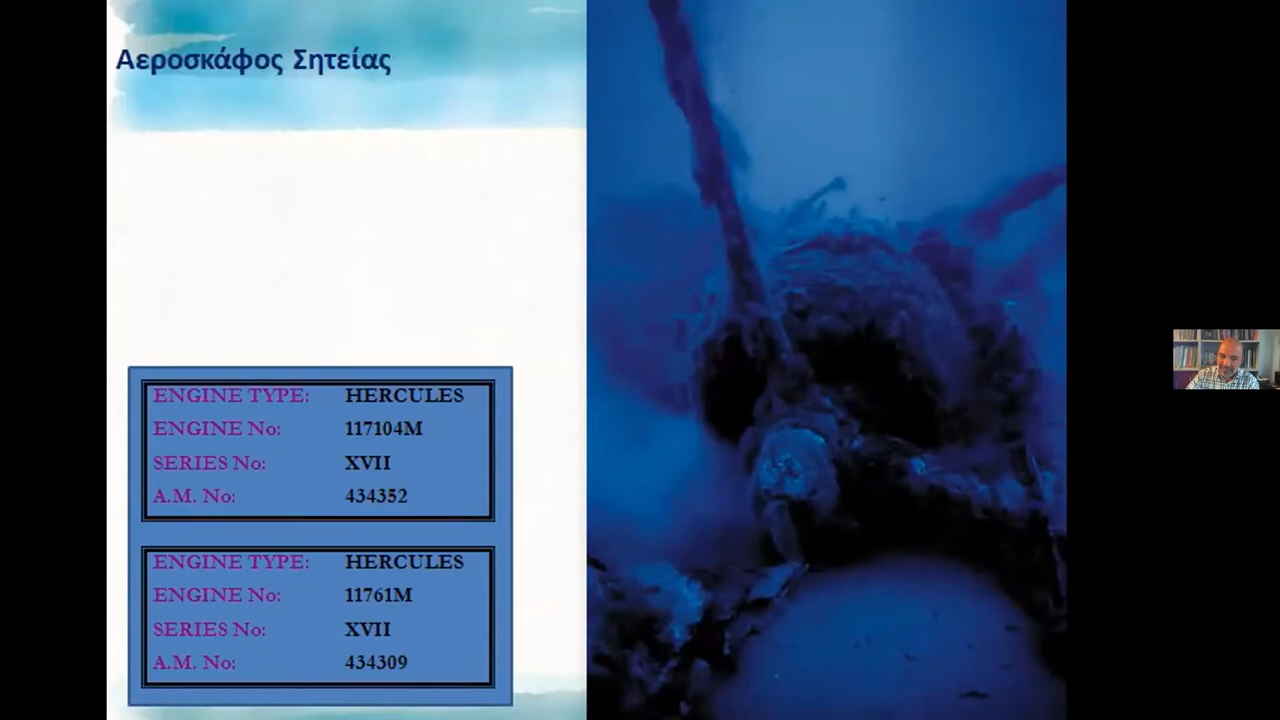 Αεροσκάφος Σητείας
ENGINE TYPE: HERCULES
ENGINE No: 117104M
SERIES No: XVII
A.M. No: 434352
ENGINE TYPE: HERCULES
ENGINE No: 11761M
SERIES No: XVII
A.M. No: 434309